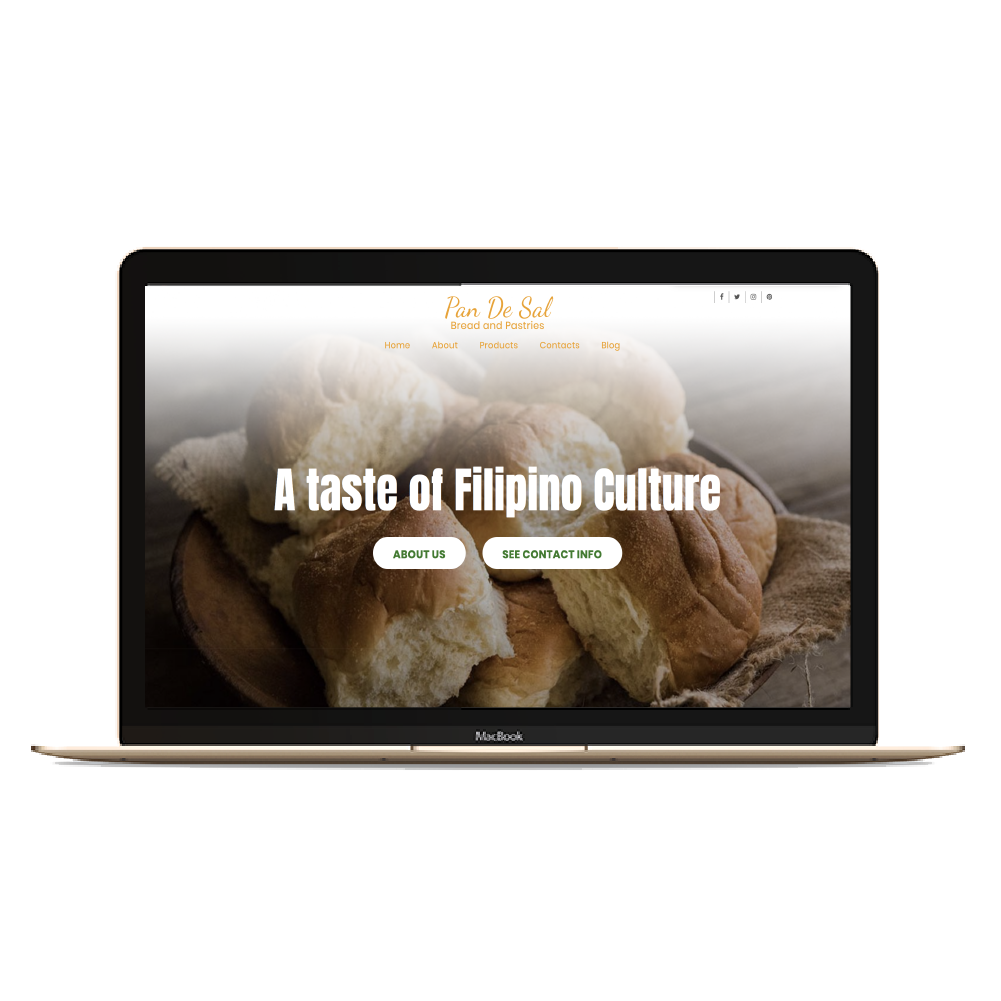 Pan De Sal
Bread and Pastries
Home About Products Contacts Blog
A taste of Filipino Culture
ABOUT US SEE CONTACT INFO
MacBook